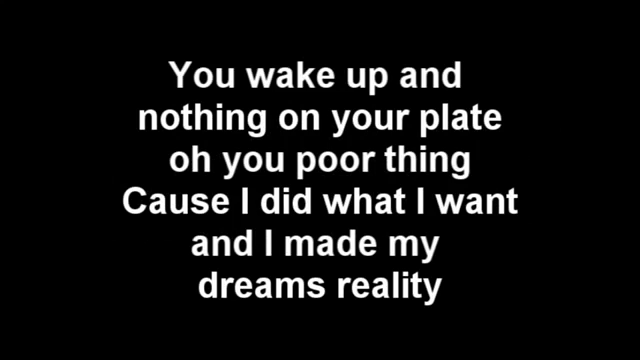 You wake up and
nothing on your plate
oh you poor thing
Cause I did what I want
and I made my
dreams reality